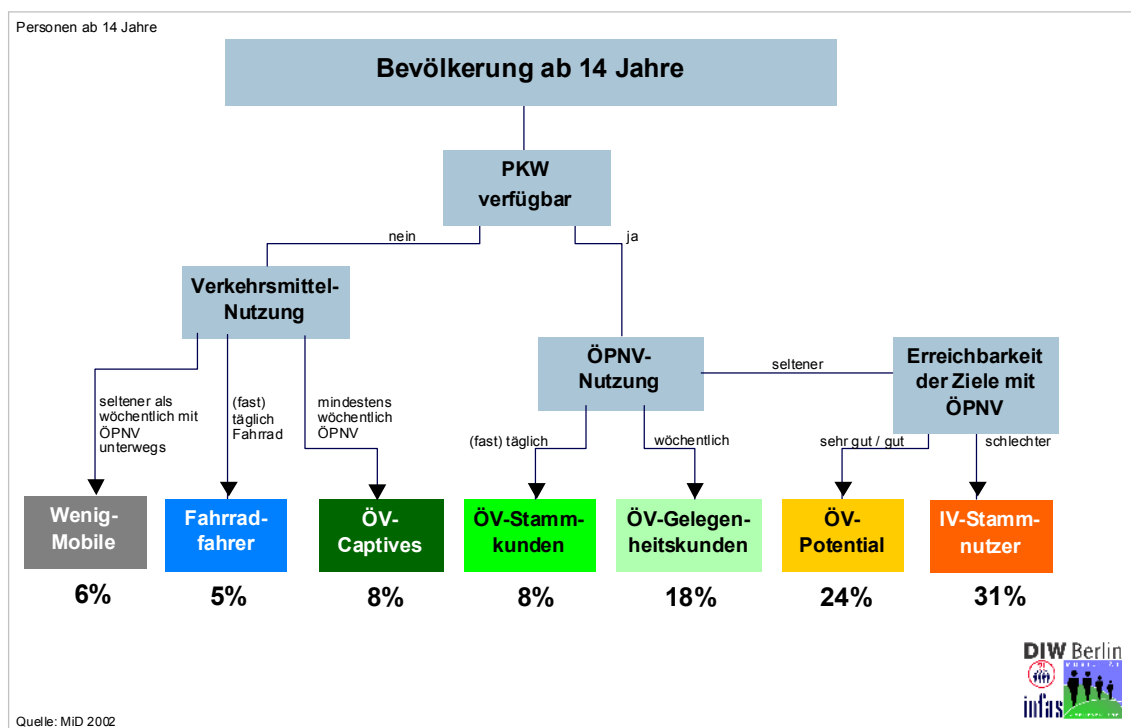 Personen ab 14 Jahre
Bevölkerung ab 14 Jahre
PKW
verfügbar
nein
ja
Verkehrsmittel-
Nutzung
ÖPNV-
Nutzung
seltener
Erreichbarkeit
der Ziele mit
ÖPNV
seltener als
wöchentlich mit
ÖPNV
unterwegs
(fast)
täglich
Fahrrad
mindestens
wöchentlich
ÖPNV
(fast) täglich
wöchentlich
sehr gut / gut
schlechter
Wenig-
Mobile
Fahrrad-
fahrer
ÖV-
Captives
ÖV-Stamm-
kunden
ÖV-Gelegen-
heitskunden
ÖV-
Potential
IV-Stamm-
nutzer
6%
5%
8%
8%
18%
24%
31%
DIW Berlin
infas
Quelle: MiD 2002